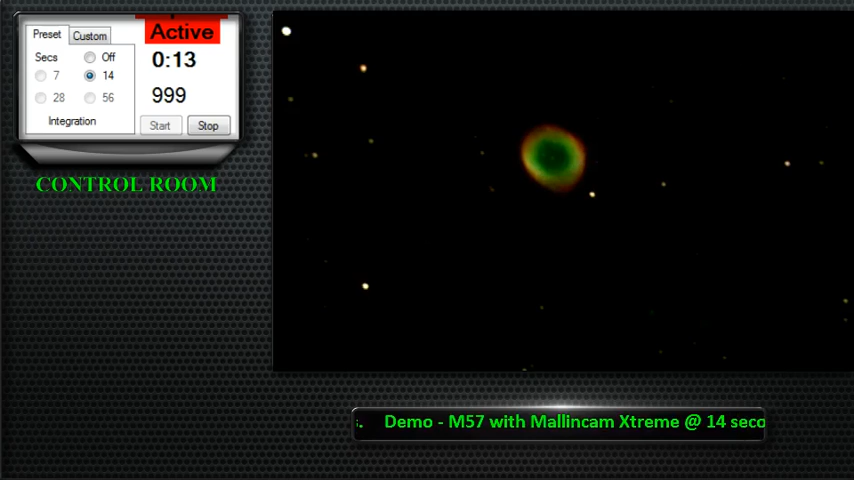 Preset Custom
Active
Secs Off
0:13
7 14
28 56
999
Integration
Start Stop
CONTROL ROOM
. Demo - M57 with Mallincam Xtreme @ 14 seco